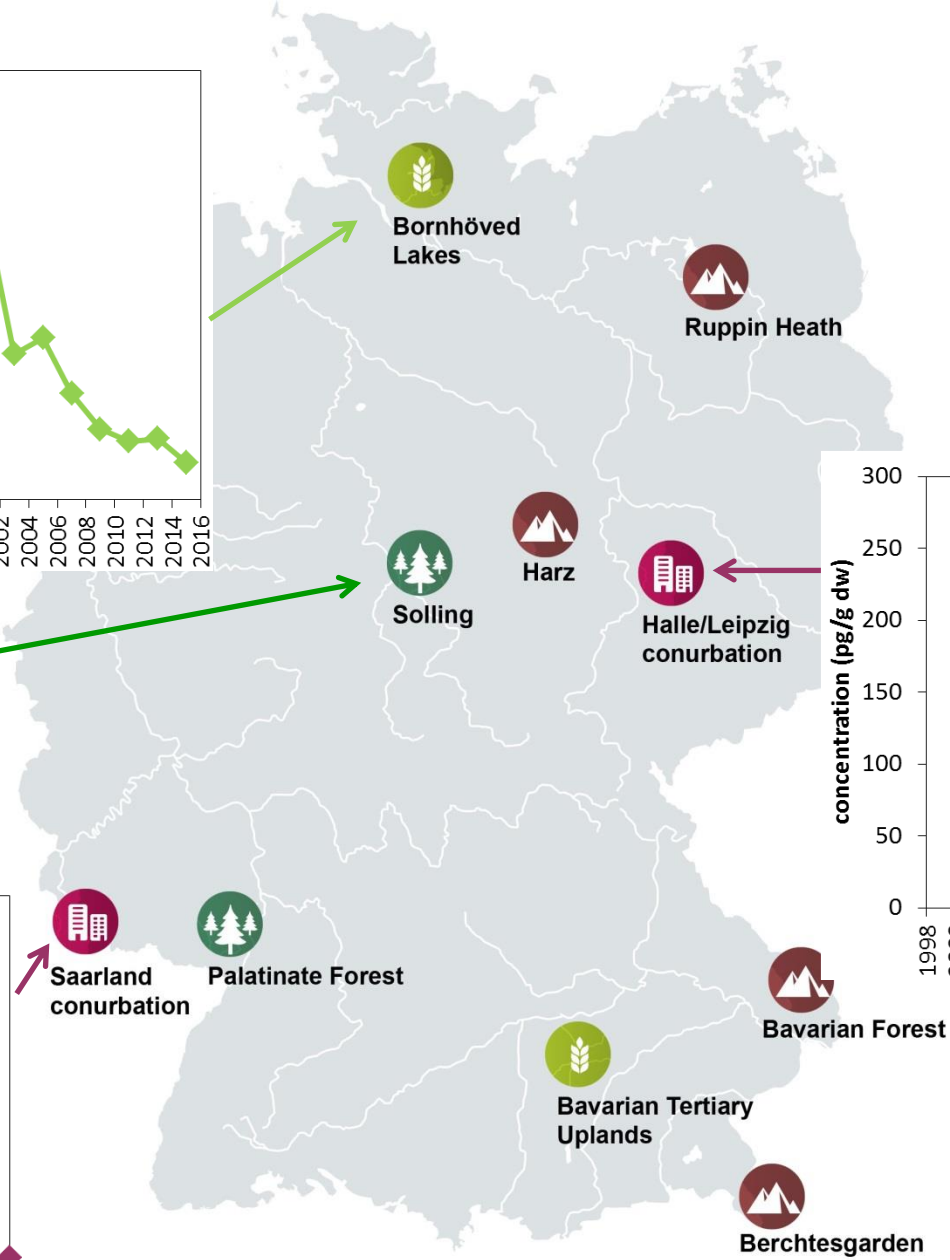 Bornhöved
Lakes
Ruppin Heath
2004
2006
2008
2010
2012
2014
2016
Harz
Solling
Halle/Leipzig
conurbation
concentration (pg/g dw)
300
250
200
150
100
50
0
1998
Saarland
conurbation
Palatinate Forest
Bavarian Forest
Bavarian Tertiary
Uplands
Berchtesgarden